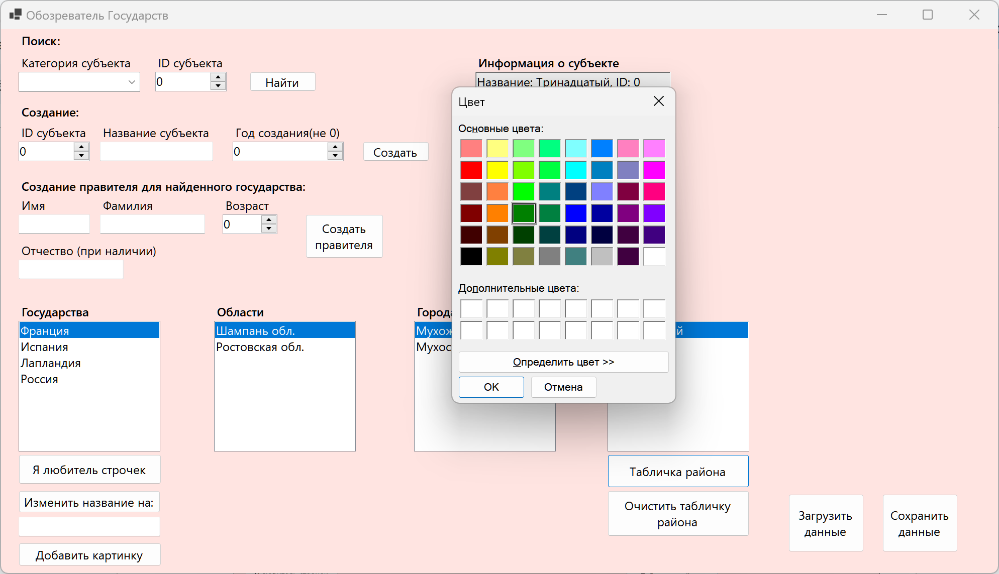 Обозреватель Государств
Поиск:
Категория субъекта
ID субъекта
0
Найти
Информация о субъекте
Название: Тринадцатый, ID: 0
Создание:
ID субъекта
Название субъекта
Год создания(не 0)
0
0
Создать
Создание правителя для найденного государства:
Имя
Фамилия
Возраст
0
Создать
правителя
Отчество (при наличии)
Цвет
Основные цвета:
Дополнительные цвета:
Определить цвет >>
OK
Отмена
Государства
Франция
Испания
Лапландия
Россия
Области
Шампань обл.
Ростовская обл.
Города
Мухож
Мухос
й
Я любитель строчек
Изменить название на:
Добавить картинку
Табличка района
Очистить табличку
района
Загрузить
данные
Сохранить
данные